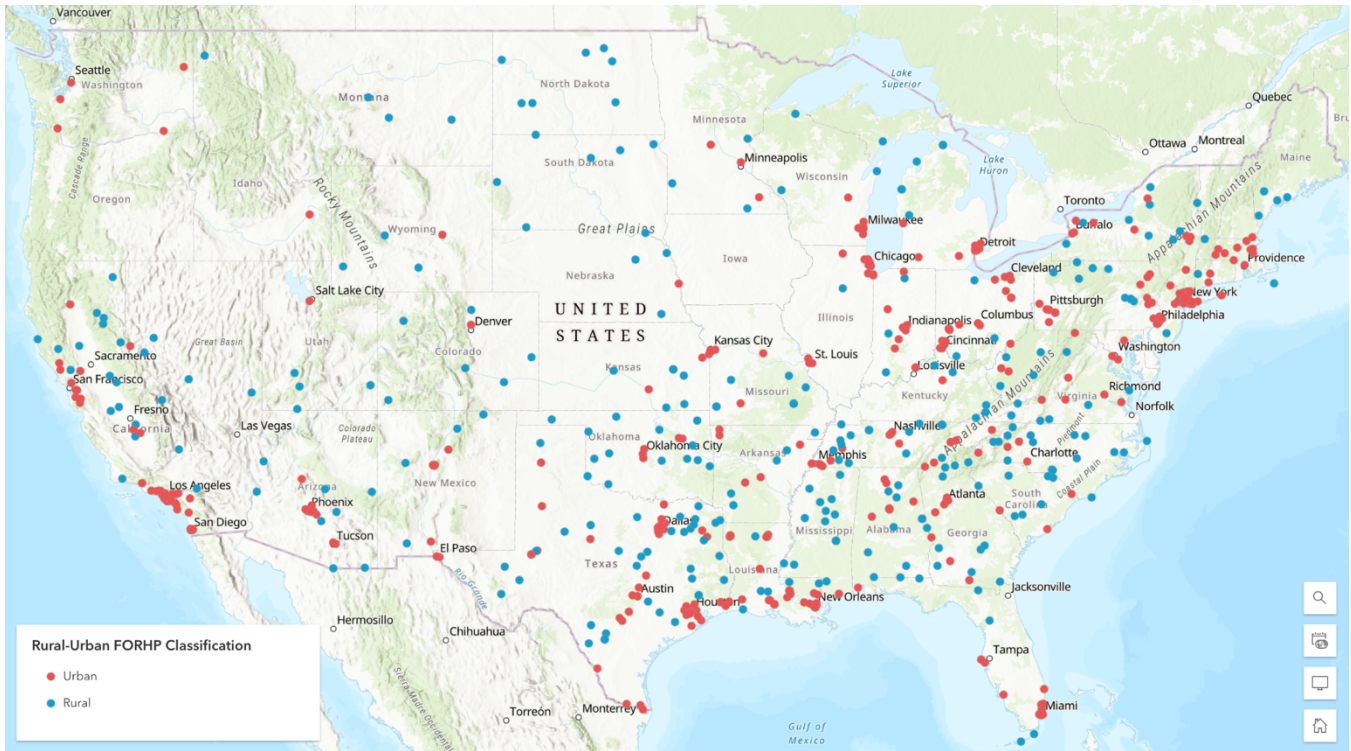 Vancouver
Seattle
Washington
Montana
North Dakota
Lake
Superior
Quebec
Minnesota
Ottawa
Montreal
Maine
Cascade Range
Minneapolis
South Dakota
Wisconsin
Lake
Huron
Oregon
Idaho
Rocky Mountains
Toronto
Appalachian Mountains
Wyoming
Great Plains
Milwaukee
Buffalo
Detroit
Iowa
Chicago
Providence
Cleveland
Nebraska
Salt Lake City
UNITED
STATES
New York
Pittsburgh
Illinois
Indianapolis
Columbus
Philadelphia
Denver
Great Basin
Utah
Kansas City
Cincinnati
Washington
Sacramento
Colorado
St. Louis
San Francisco
Kansas
Louisville
Missouri
Kentucky
Appalachian Mountains
Virginia
Richmond
Norfolk
Fresno
California
Las Vegas
Colorado
Plateau
Oklahoma
Oklahoma City
Nashville
Piedmont
Arkansas
Memphis
Charlotte
Los Angeles
Arizona
New Mexico
Phoenix
Atlanta
South
Carolina
Coastal Plain
San Diego
Dallas
Mississippi
Alabama
Georgia
Tucson
El Paso
Texas
Louisiana
Rio Grande
Austin
Jacksonville
Houston
New Orleans
Hermosillo
Chihuahua
Tampa
Sierra Madre Occidental
Torreón
Monterrey
Miami
Gulf of
Mexico
Rural-Urban FORHP Classification
Urban
Rural